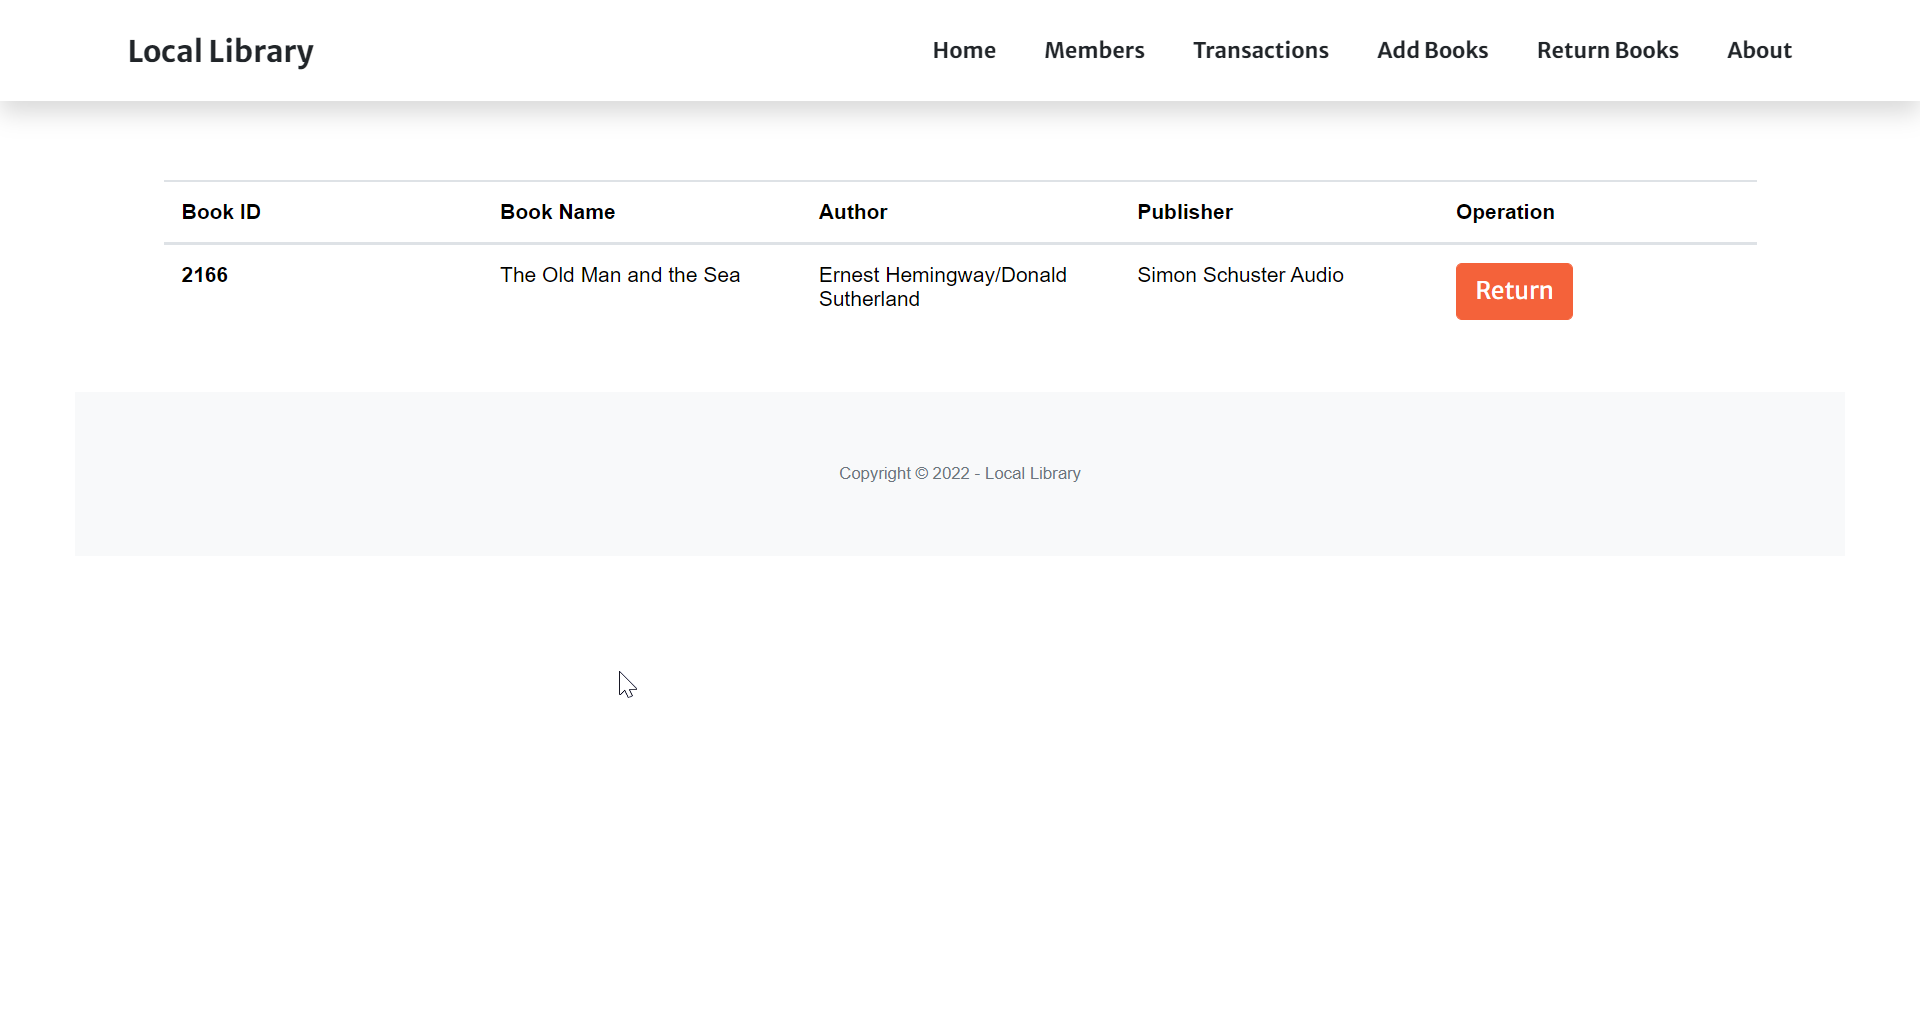 Local Library Home Members Transactions Add Books Return Books About
Book ID Book Name Author Publisher Operation
2166 The Old Man and the Sea Ernest Hemingway/Donald Simon Schuster Audio Return
Sutherland
Copyright © 2022 - Local Library